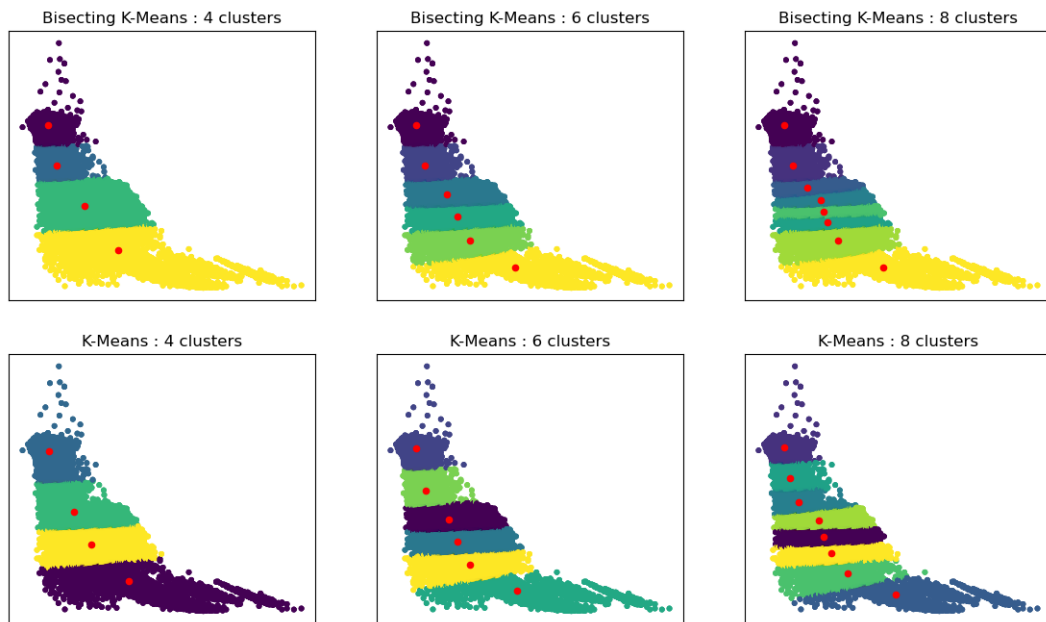 Bisecting K-Means : 4 clusters
Bisecting K-Means : 6 clusters
Bisecting K-Means : 8 clusters
K-Means : 4 clusters
K-Means : 6 clusters
K-Means : 8 clusters